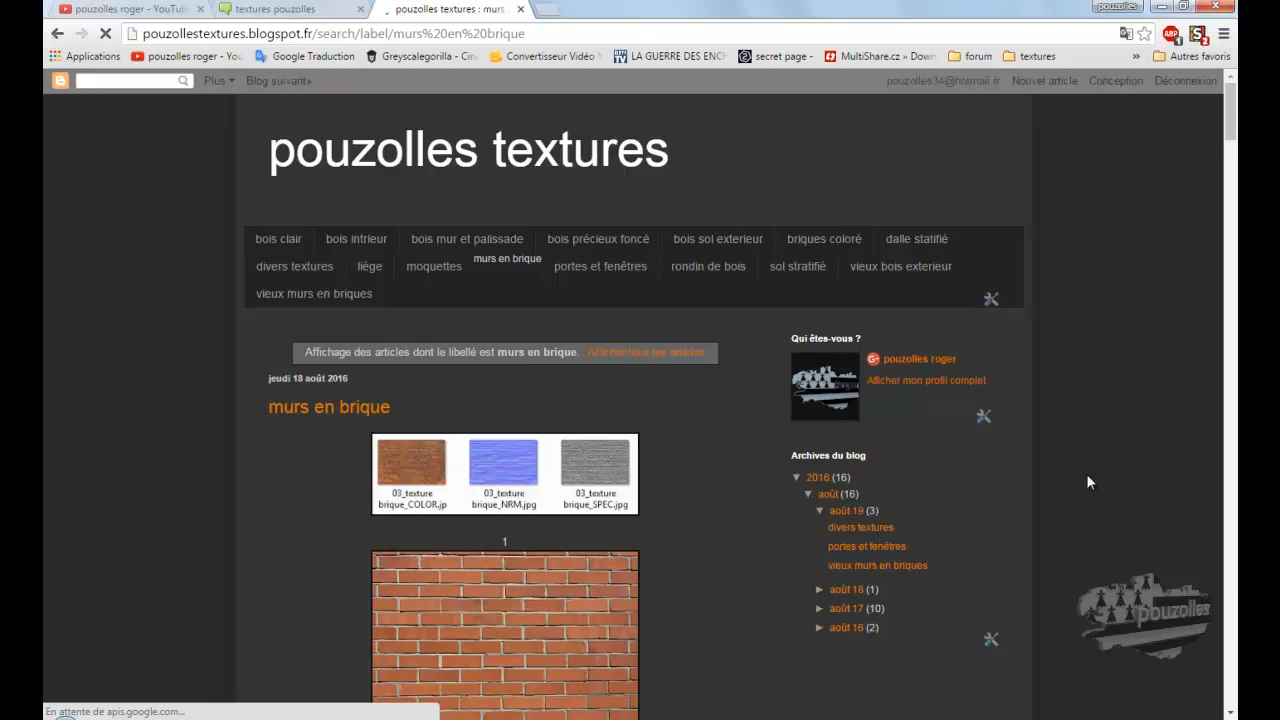 pouzolles roger - YouTub
textures pouzolles
pouzolles textures : murs
pouzolles
pouzollestextures.blogspot.fr/search/label/murs%20en%20brique
Applications
pouzolles roger - You
Google Traduction
Greyscalegorilla - Cin
Convertisseur Vidéo
LA GUERRE DES ENCH
secret page -
MultiShare.cz » Down
forum
textures
»
Autres favoris
Plus
Blog suivant»
pouzolles34@hotmail.fr
Nouvel article
Conception
Déconnexion
pouzolles textures
bois clair
bois intrieur
bois mur et palissade
bois précieux foncé
bois sol exterieur
briques coloré
dalle statifié
divers textures
liège
moquettes
murs en brique
portes et fenêtres
rondin de bois
sol stratifié
vieux bois exterieur
vieux murs en briques
Affichage des articles dont le libellé est murs en brique. Afficher tous les articles
jeudi 18 août 2016
murs en brique
03_texture brique_COLOR.jp
03_texture brique_NRM.jpg
03_texture brique_SPEC.jpg
1
Qui êtes-vous ?
pouzolles roger
Afficher mon profil complet
Archives du blog
▼ 2016 (16)
▼ août (16)
▼ août 19 (3)
divers textures
portes et fenêtres
vieux murs en briques
► août 18 (1)
► août 17 (10)
► août 16 (2)
pouzolles
En attente de apis.google.com...